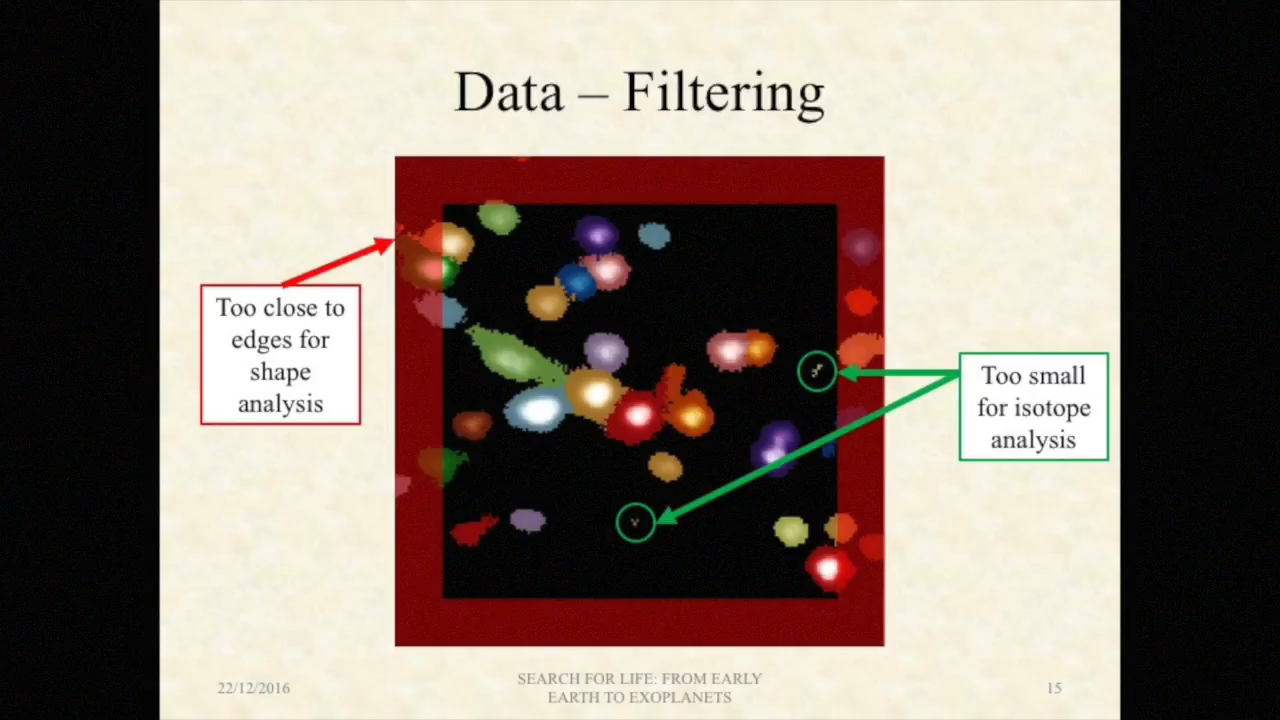 Data – Filtering
Too close to
edges for
shape
analysis
Too small
for isotope
analysis
22/12/2016
SEARCH FOR LIFE: FROM EARLY
EARTH TO EXOPLANETS
15